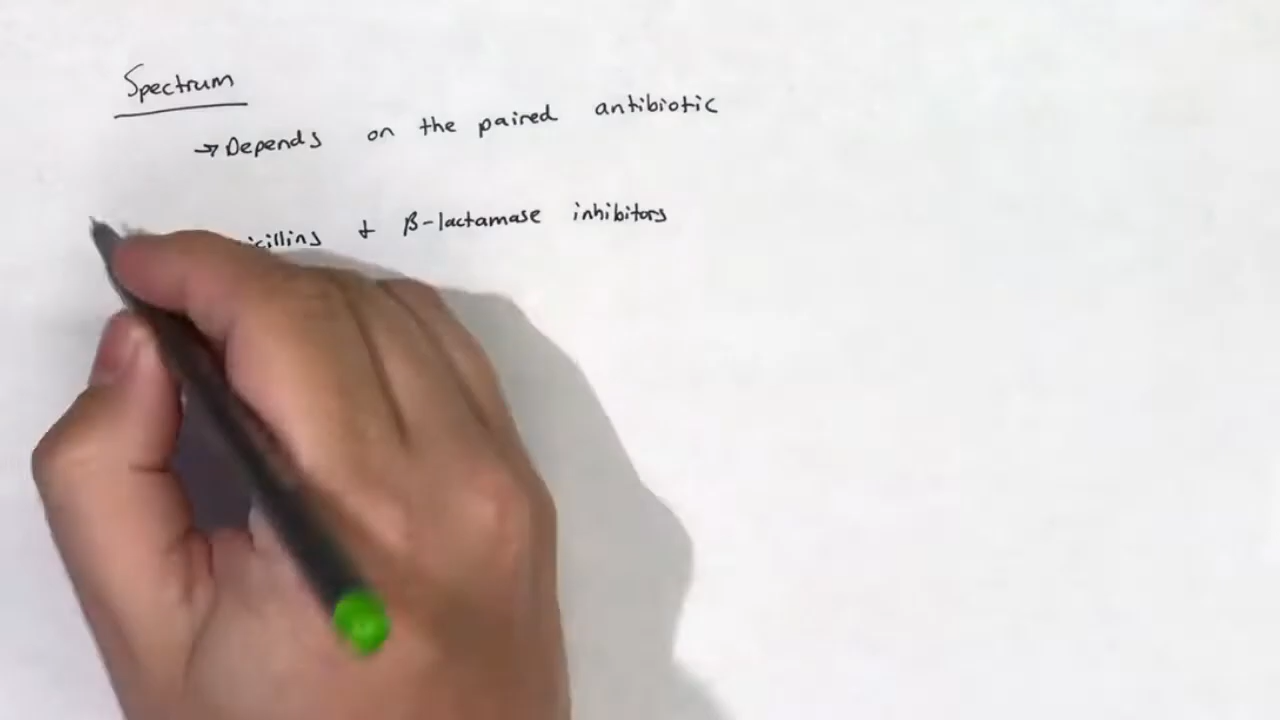 Spectrum
→ Depends on the paired antibiotic
+ β-lactamase inhibitors